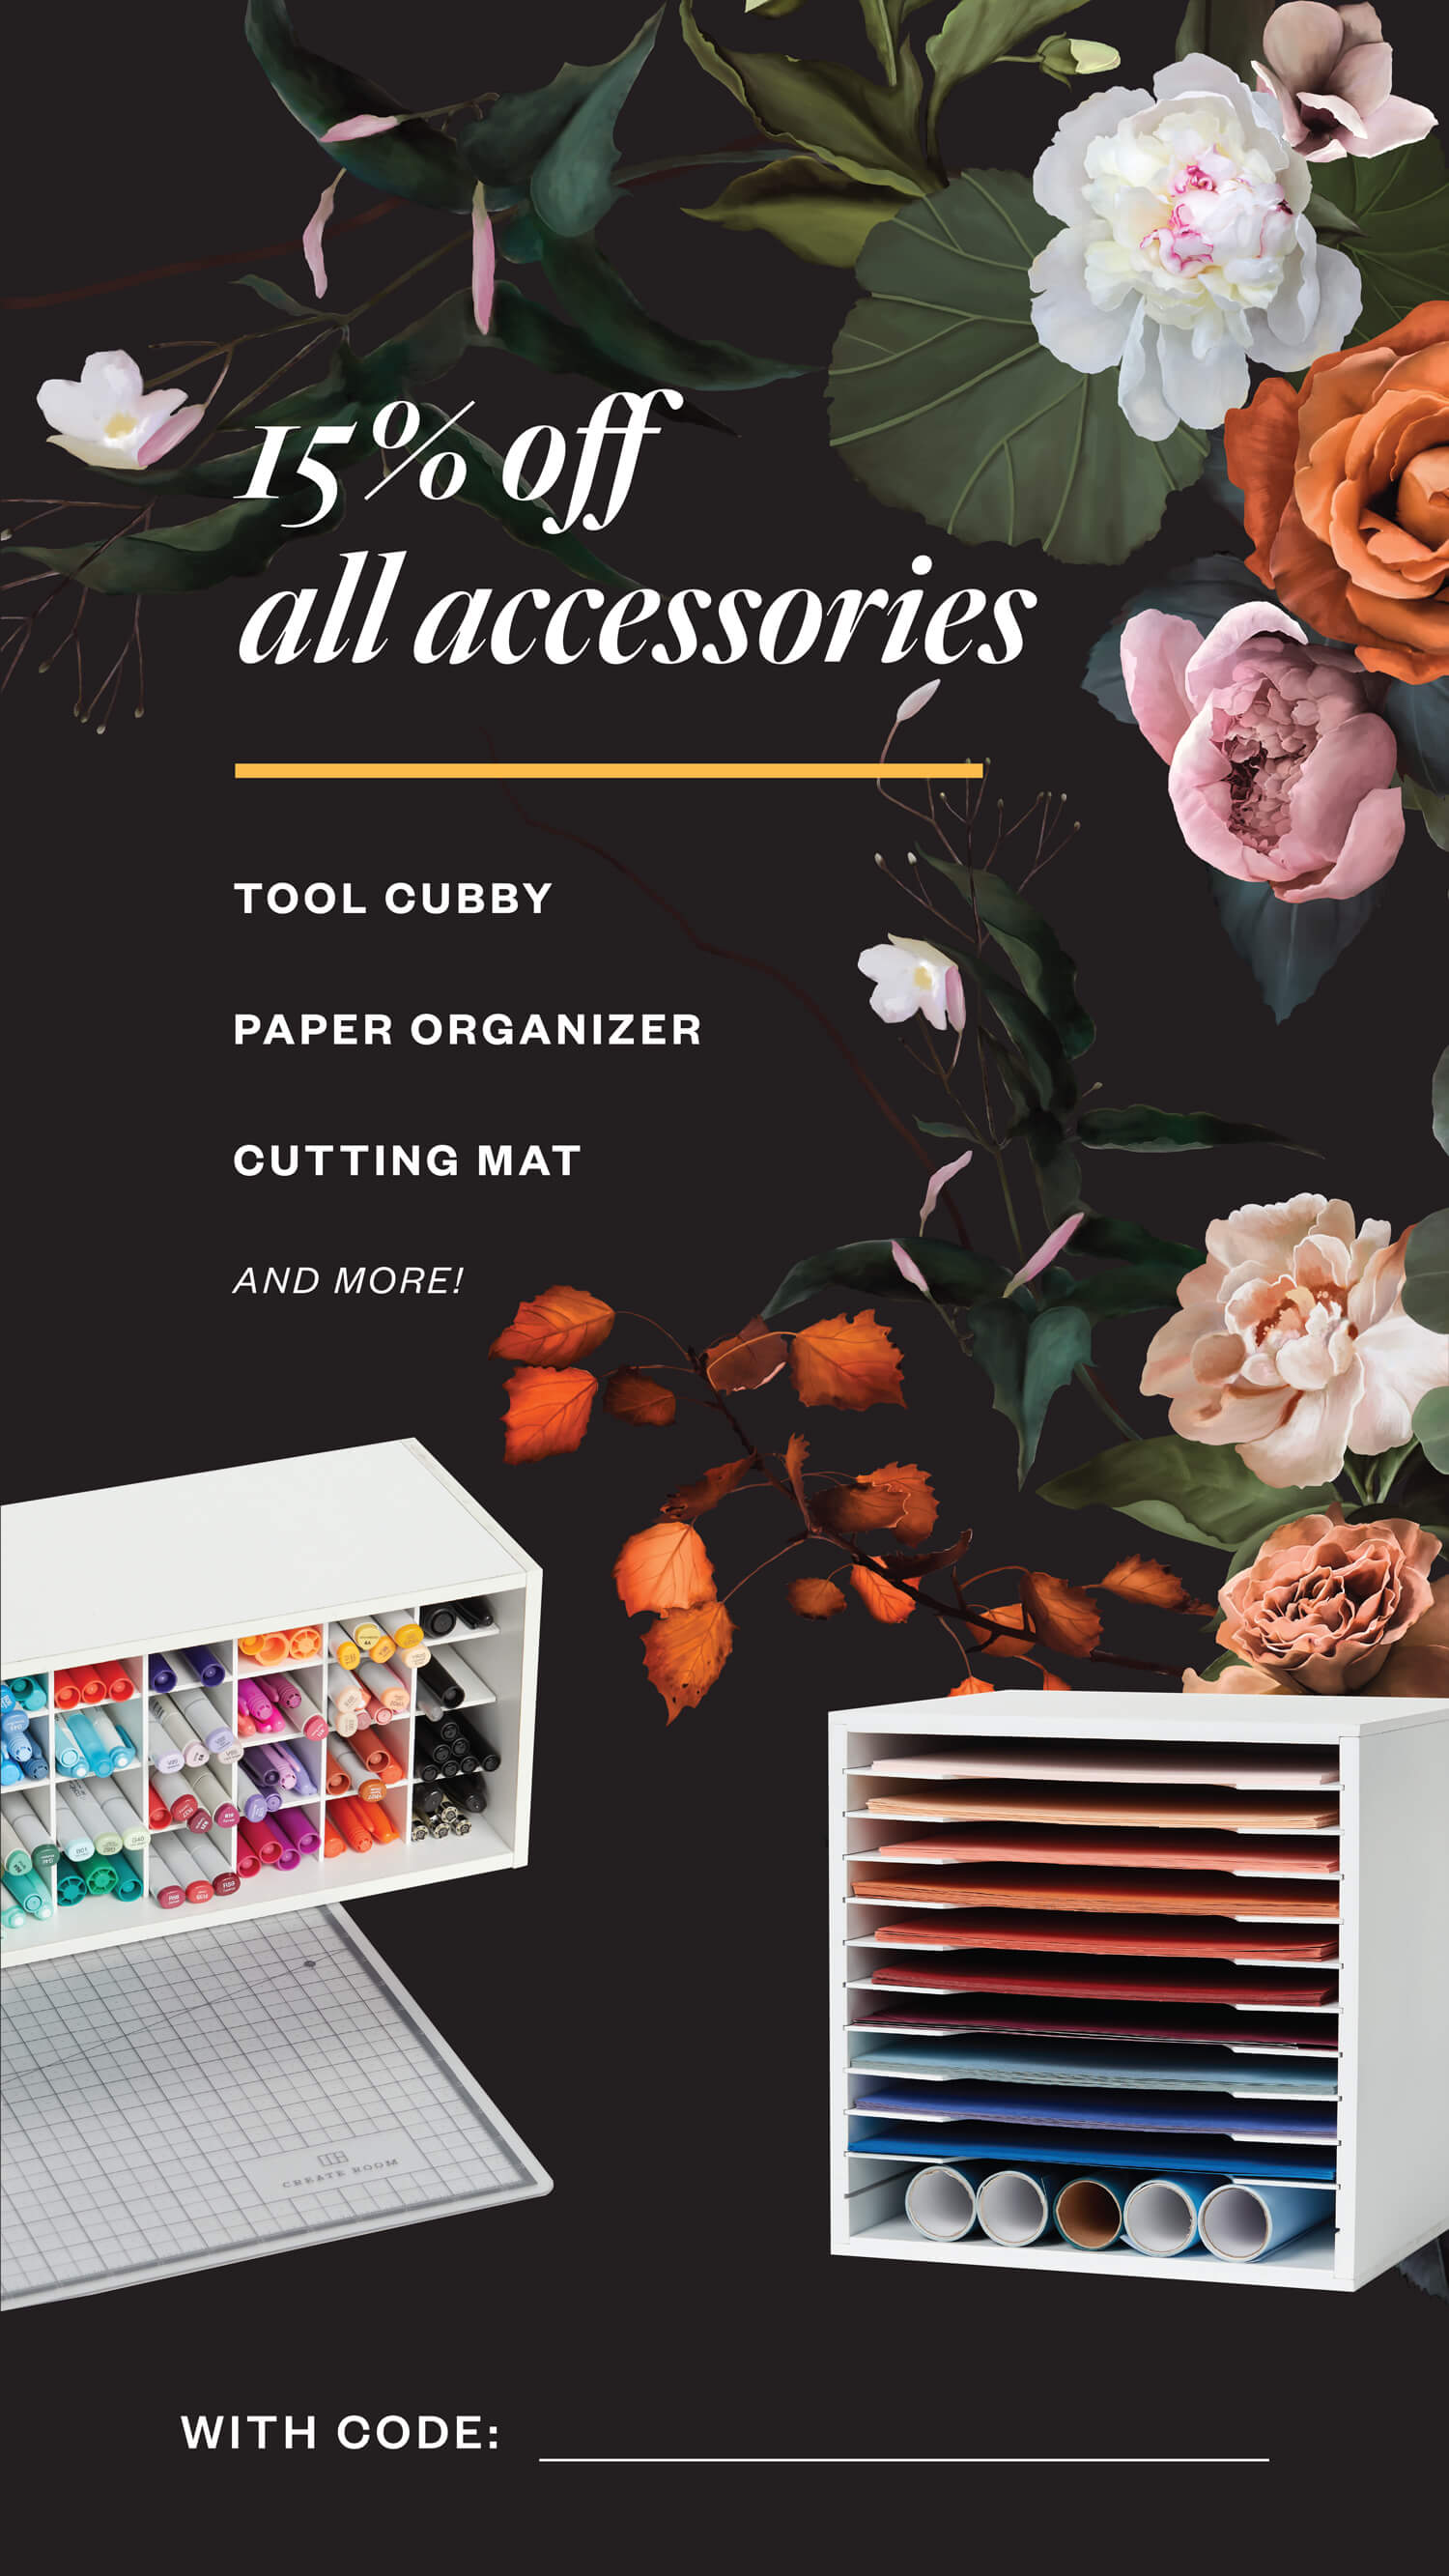 15% off
all accessories
TOOL CUBBY
PAPER ORGANIZER
CUTTING MAT
AND MORE!
CREATE ROOM
WITH CODE: